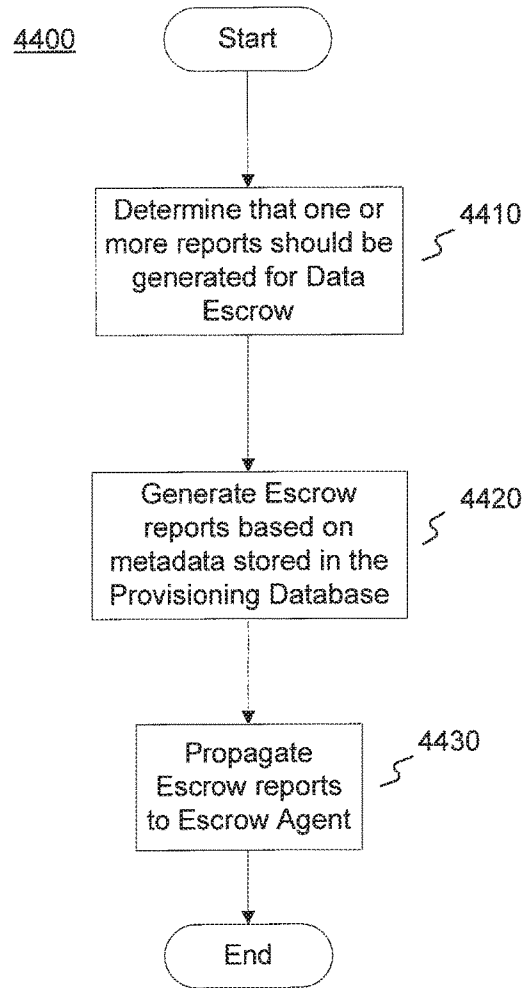 4400
Start
Determine that one or
more reports should be
generated for Data
Escrow
4410
Generate Escrow
reports based on
metadata stored in the
Provisioning Database
4420
Propagate
Escrow reports
to Escrow Agent
4430
End